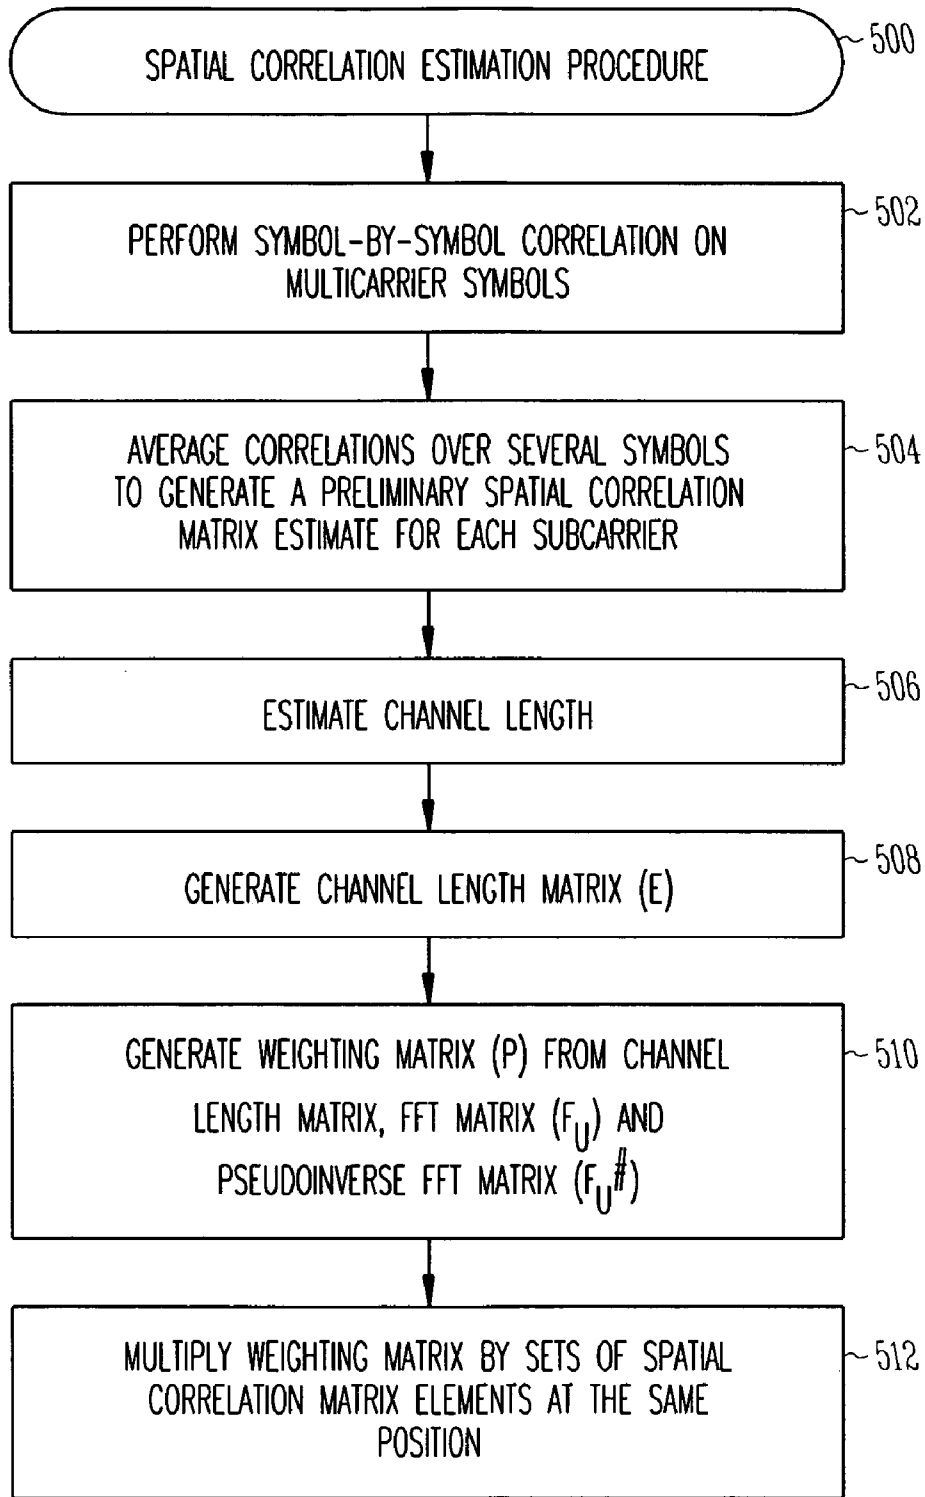 SPATIAL CORRELATION ESTIMATION PROCEDURE
500
PERFORM SYMBOL-BY-SYMBOL CORRELATION ON
MULTICARRIER SYMBOLS
502
AVERAGE CORRELATIONS OVER SEVERAL SYMBOLS
TO GENERATE A PRELIMINARY SPATIAL CORRELATION
MATRIX ESTIMATE FOR EACH SUBCARRIER
504
ESTIMATE CHANNEL LENGTH
506
GENERATE CHANNEL LENGTH MATRIX (E)
508
GENERATE WEIGHTING MATRIX (P) FROM CHANNEL
LENGTH MATRIX, FFT MATRIX (FU) AND
PSEUDOINVERSE FFT MATRIX (FU#)
510
MULTIPLY WEIGHTING MATRIX BY SETS OF SPATIAL
CORRELATION MATRIX ELEMENTS AT THE SAME
POSITION
512